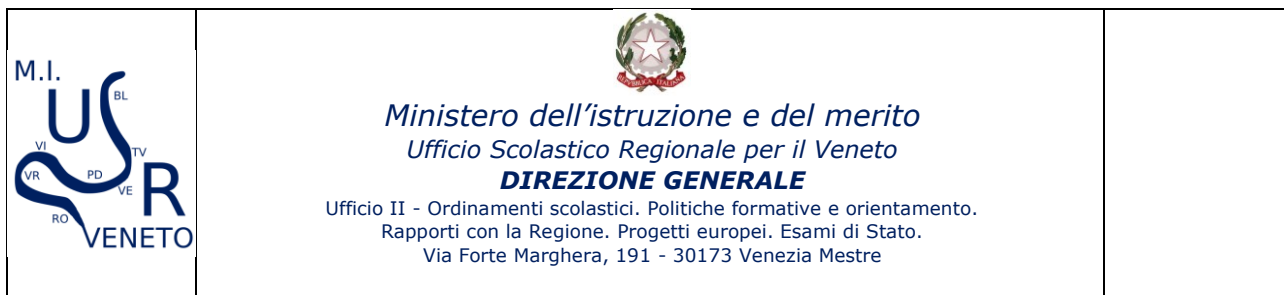 M.I.
U
S
R
BL
VI
TV
VR
PD
VE
RO
VENETO
REPVBBLICA ITALIANA
Ministero dell’istruzione e del merito
Ufficio Scolastico Regionale per il Veneto
DIREZIONE GENERALE
Ufficio II - Ordinamenti scolastici. Politiche formative e orientamento.
Rapporti con la Regione. Progetti europei. Esami di Stato.
Via Forte Marghera, 191 - 30173 Venezia Mestre